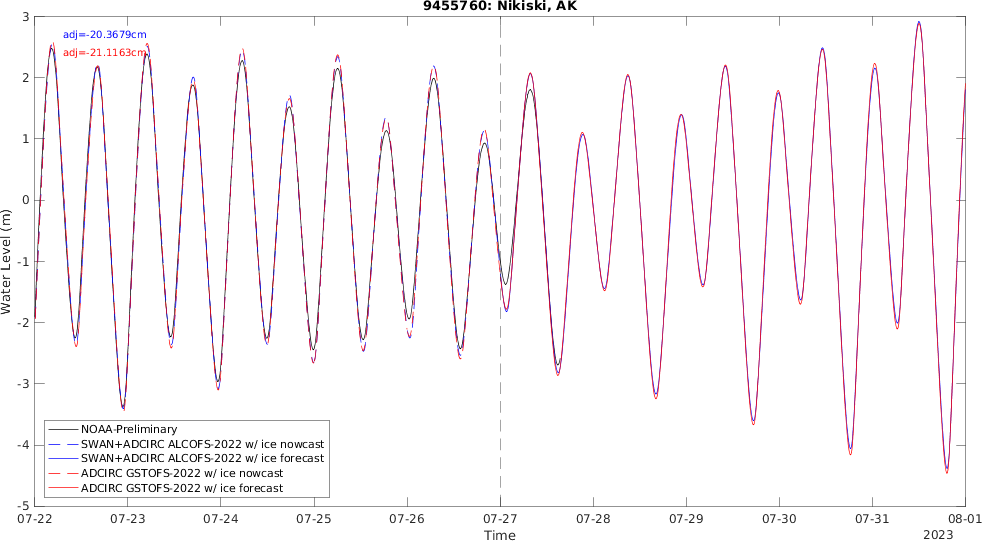 9455760: Nikiski, AK
adj=-20.3679cm
adj=-21.1163cm
3
2
1
0
-1
-2
-3
-4
-5
Water Level (m)
NOAA-Preliminary
SWAN+ADCIRC ALCOFS-2022 w/ ice nowcast
SWAN+ADCIRC ALCOFS-2022 w/ ice forecast
ADCIRC GSTOFS-2022 w/ ice nowcast
ADCIRC GSTOFS-2022 w/ ice forecast
07-22 07-23 07-24 07-25 07-26 07-27 07-28 07-29 07-30 07-31 08-01
Time
2023